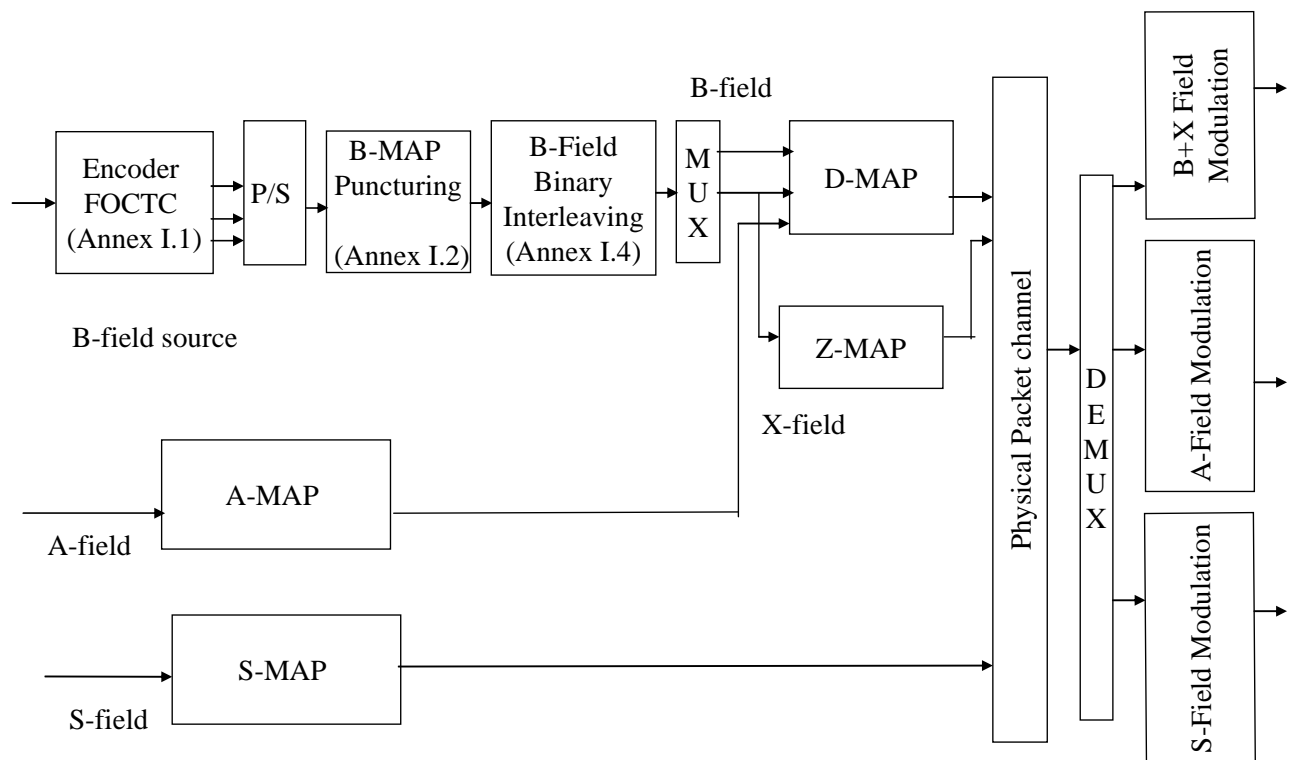 B-field
Encoder
FOCTC
(Annex I.1)
P/S
B-MAP
Puncturing
(Annex I.2)
B-Field
Binary
Interleaving
(Annex I.4)
M
U
X
D-MAP
Z-MAP
B-field source
X-field
A-MAP
A-field
S-MAP
S-field
Physical Packet channel
D
E
M
U
X
B+X Field
Modulation
A-Field Modulation
S-Field Modulation